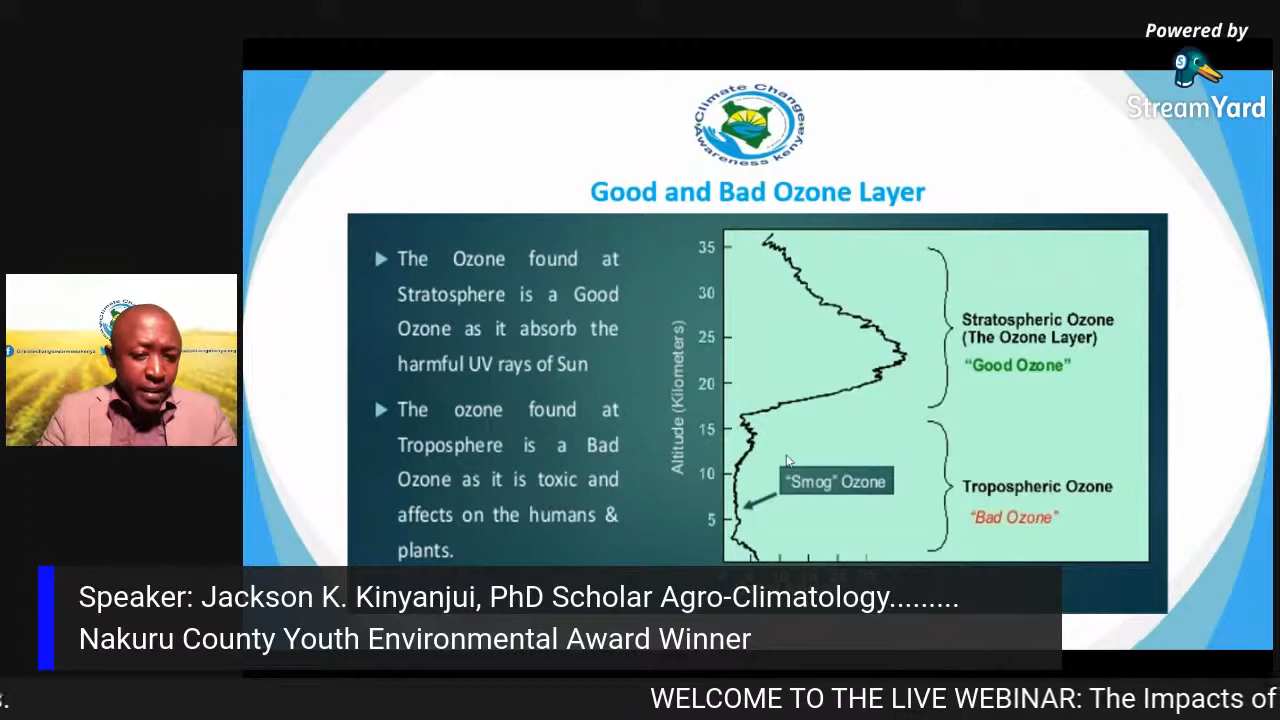 Powered by
StreamYard
Climate Change
Awareness kenya
Good and Bad Ozone Layer
The Ozone found at
Stratosphere is a Good
Ozone as it absorb the
harmful UV rays of Sun
The ozone found at
Troposphere is a Bad
Ozone as it is toxic and
affects on the humans &
plants.
Altitude (Kilometers)
35
30
25
20
15
10
5
Stratospheric Ozone
(The Ozone Layer)
“Good Ozone”
“Smog” Ozone
Tropospheric Ozone
“Bad Ozone”
Speaker: Jackson K. Kinyanjui, PhD Scholar Agro-Climatology.........
Nakuru County Youth Environmental Award Winner
WELCOME TO THE LIVE WEBINAR: The Impacts of